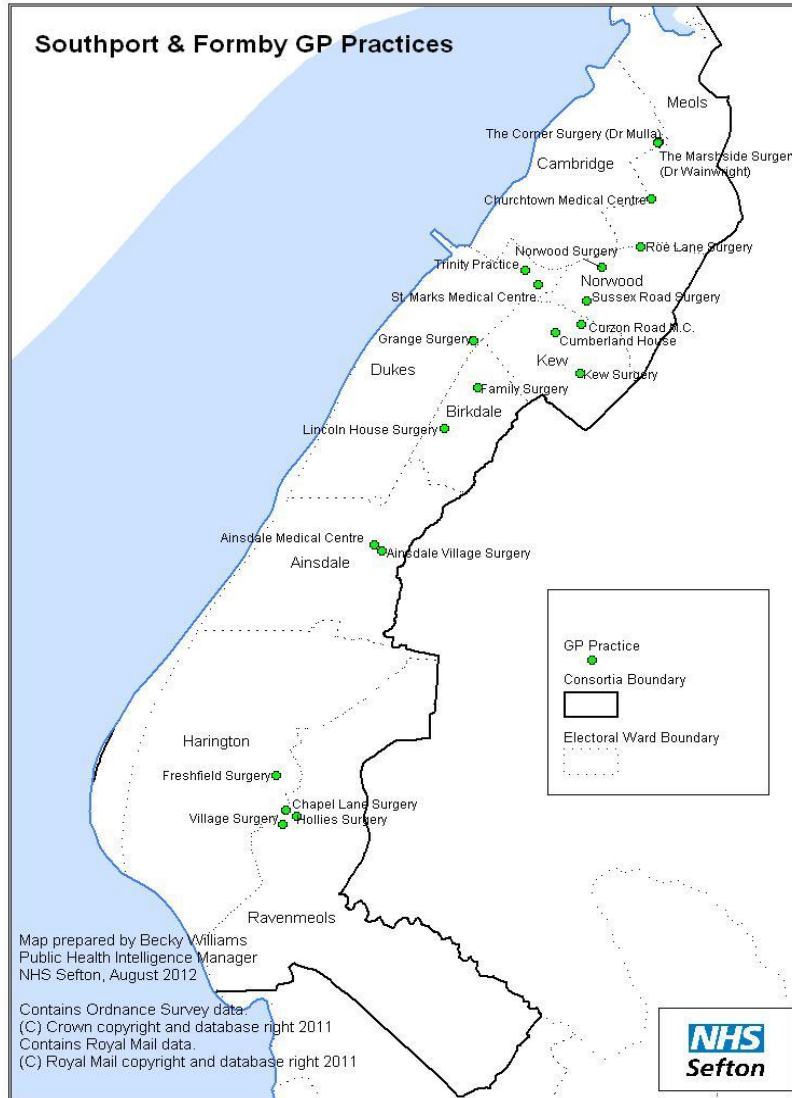 Southport & Formby GP Practices
Meols
The Corner Surgery (Dr Mulla)
The Marshside Surgery
(Dr Wainwright)
Cambridge
Churchtown Medical Centre
Norwood Surgery
Roe Lane Surgery
Trinity Practice
Norwood
St. Marks Medical Centre
Sussex Road Surgery
Curzon Road M.C.
Grange Surgery
Cumberland House
Dukes
Kew
Kew Surgery
Family Surgery
Birkdale
Lincoln House Surgery
Ainsdale Medical Centre
Ainsdale Village Surgery
Ainsdale
GP Practice
Consortia Boundary
Electoral Ward Boundary
Harington
Freshfield Surgery
Chapel Lane Surgery
Village Surgery
Hollies Surgery
Ravenmeols
Map prepared by Becky Williams
Public Health Intelligence Manager
NHS Sefton, August 2012
Contains Ordnance Survey data.
(C) Crown copyright and database right 2011
Contains Royal Mail data.
(C) Royal Mail copyright and database right 2011
NHS
Sefton